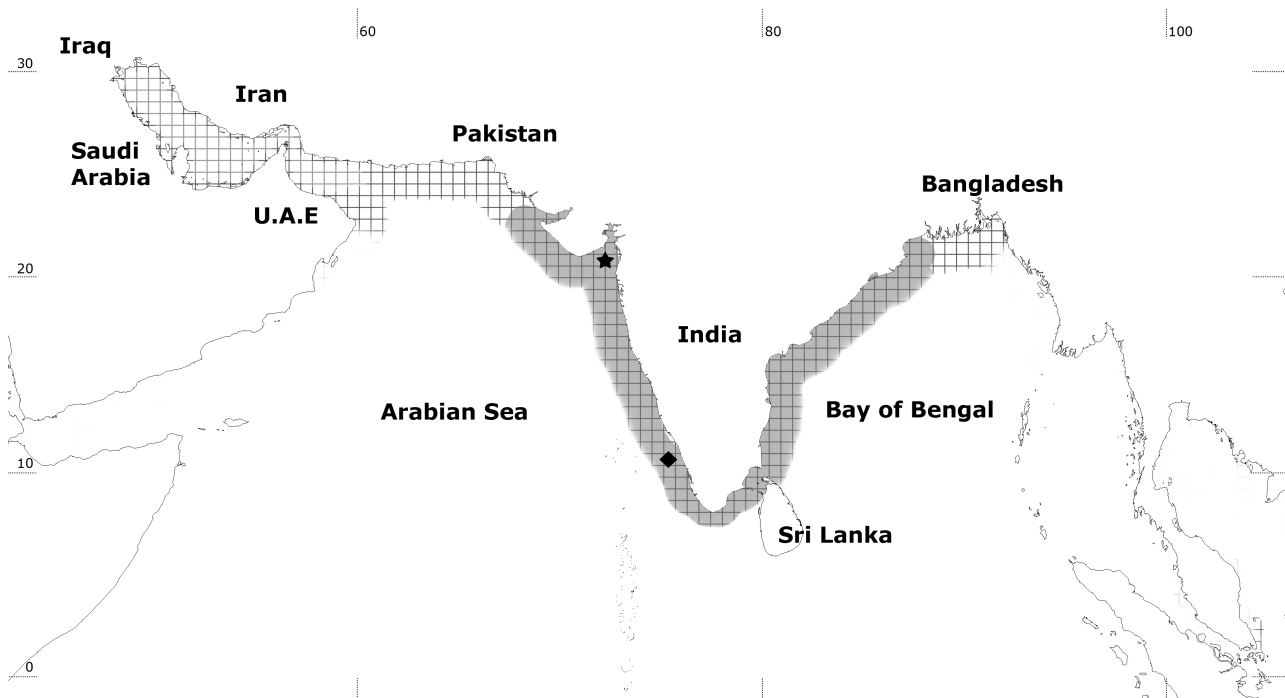 60
80
100
Iraq
30
Iran
Pakistan
Saudi
Arabia
Bangladesh
U.A.E
20
India
Arabian Sea
Bay of Bengal
10
Sri Lanka
0